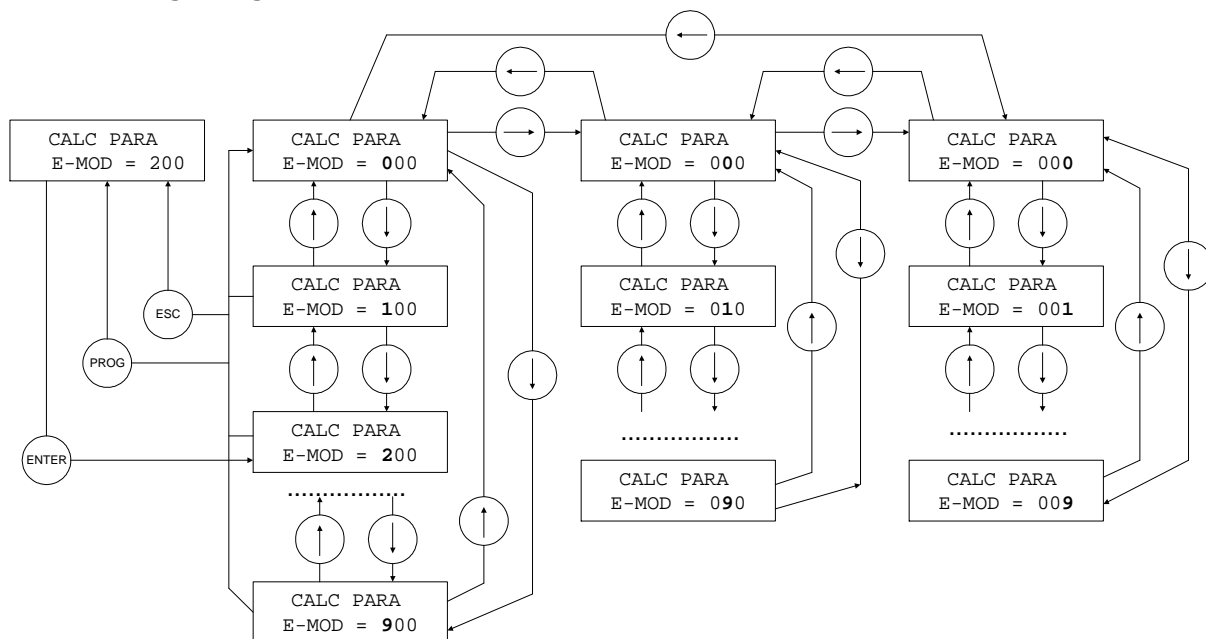 CALC PARA
E-MOD = 200
CALC PARA
E-MOD = 000
CALC PARA
E-MOD = 000
CALC PARA
E-MOD = 000
ESC
CALC PARA
E-MOD = 100
CALC PARA
E-MOD = 010
CALC PARA
E-MOD = 001
PROG
ENTER
CALC PARA
E-MOD = 200
.................
.................
.................
CALC PARA
E-MOD = 090
CALC PARA
E-MOD = 009
CALC PARA
E-MOD = 900